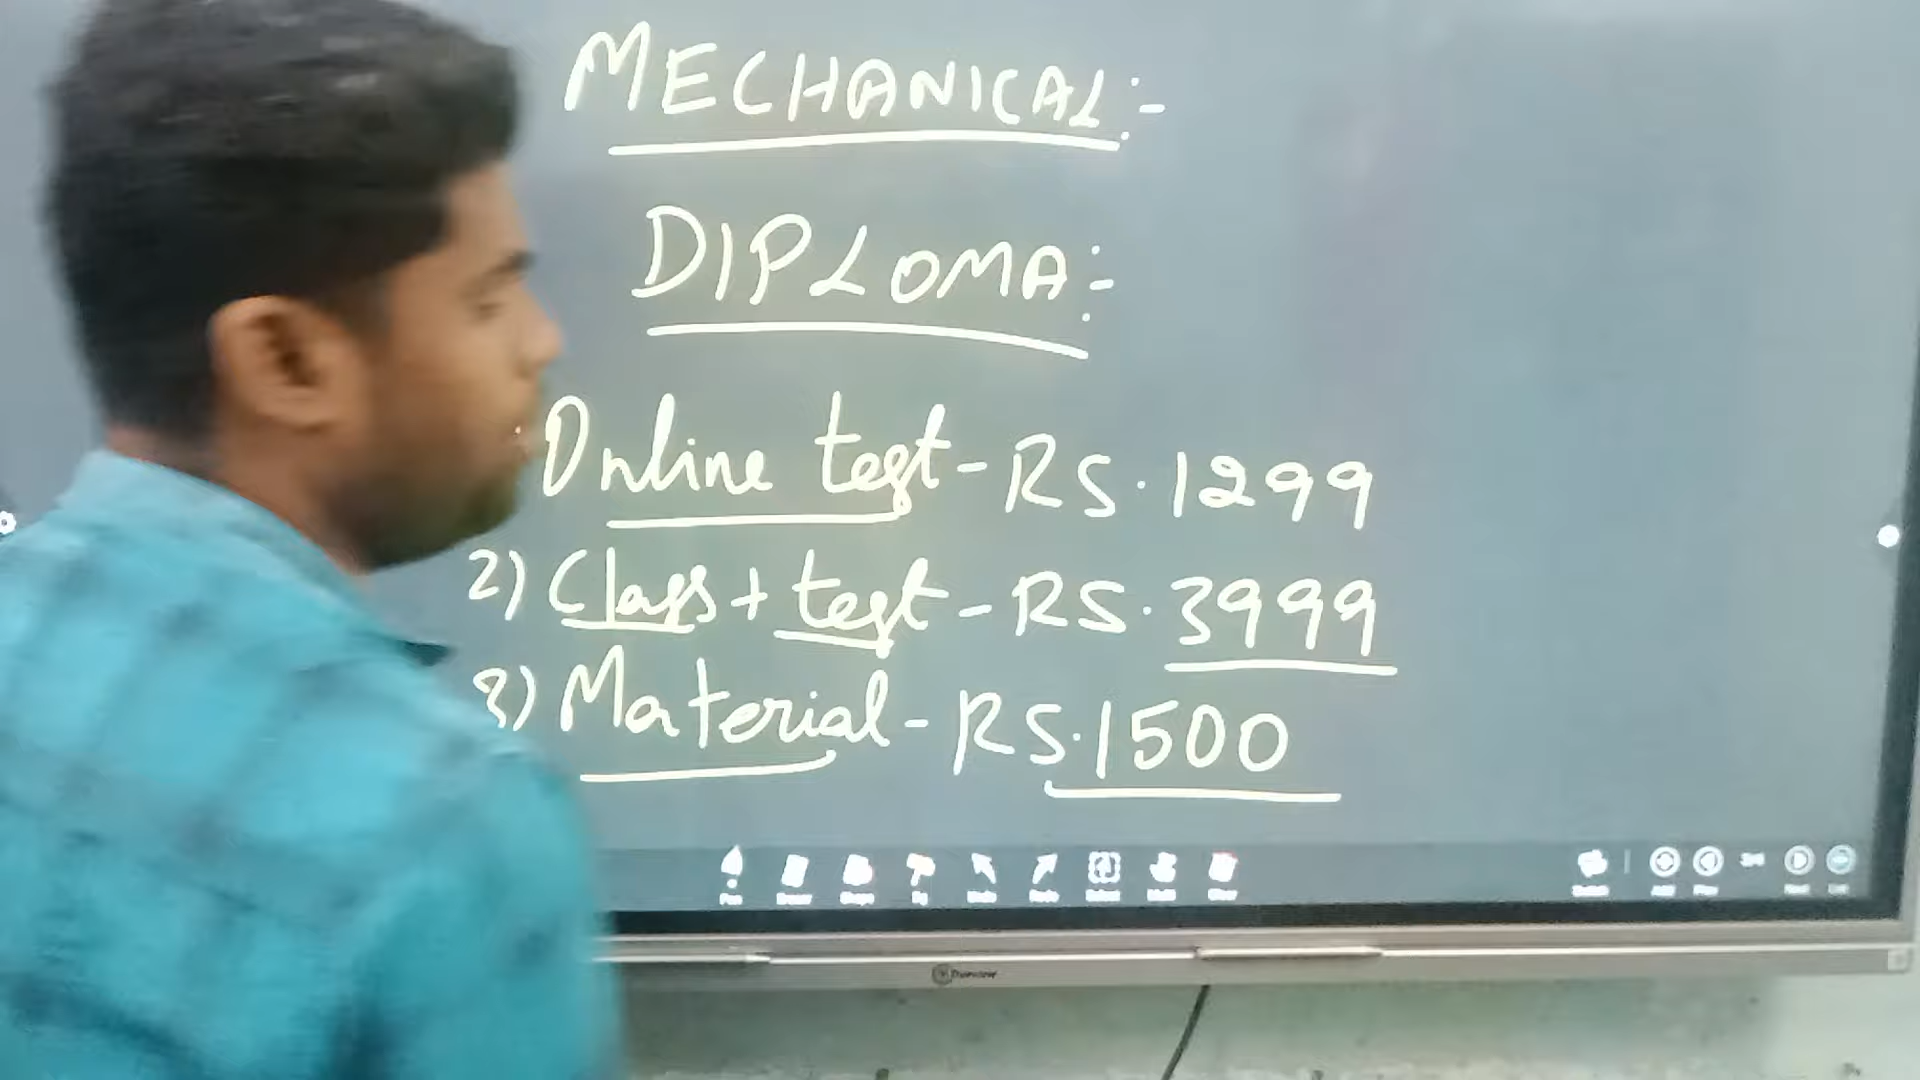 MECHANICAL:-
DIPLOMA:-
Online test - RS. 1299
2) Class + test - RS. 3999
3) Material - RS. 1500